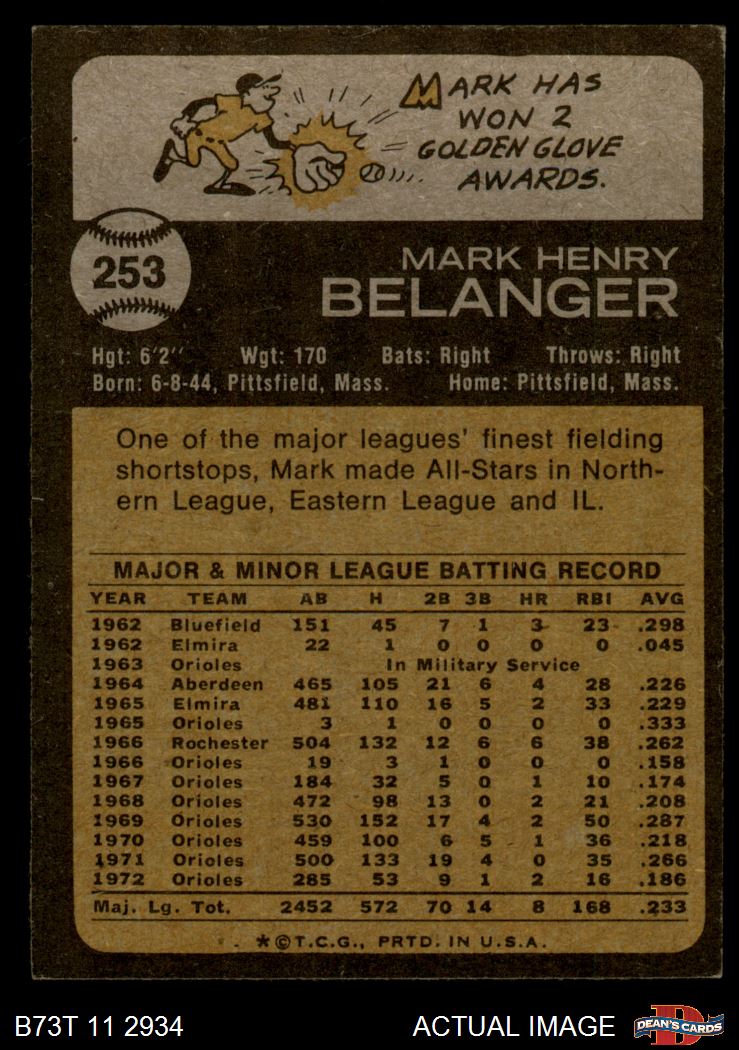 MARK HAS
WON 2
GOLDEN GLOVE
AWARDS.
253
MARK HENRY
BELANGER
Hgt: 6'2" Wgt: 170 Bats: Right Throws: Right
Born: 6-8-44, Pittsfield, Mass. Home: Pittsfield, Mass.
One of the major leagues' finest fielding
shortstops, Mark made All-Stars in North-
ern League, Eastern League and IL.
MAJOR & MINOR LEAGUE BATTING RECORD
YEAR TEAM AB H 2B 3B HR RBI AVG
1962 Bluefield 151 45 7 1 3 23 .298
1962 Elmira 22 1 0 0 0 0 .045
1963 Orioles In Military Service
1964 Aberdeen 465 105 21 6 4 28 .226
1965 Elmira 481 110 16 5 2 33 .229
1965 Orioles 3 1 0 0 0 0 .333
1966 Rochester 504 132 12 6 6 38 .262
1966 Orioles 19 3 1 0 0 0 .158
1967 Orioles 184 32 5 0 1 10 .174
1968 Orioles 472 98 13 0 2 21 .208
1969 Orioles 530 152 17 4 2 50 .287
1970 Orioles 459 100 6 5 1 36 .218
1971 Orioles 500 133 19 4 0 35 .266
1972 Orioles 285 53 9 1 2 16 .186
Maj. Lg. Tot. 2452 572 70 14 8 168 .233
*©T.C.G., PRTD. IN U.S.A.
B73T 11 2934 ACTUAL IMAGE D DEAN'S CARDS